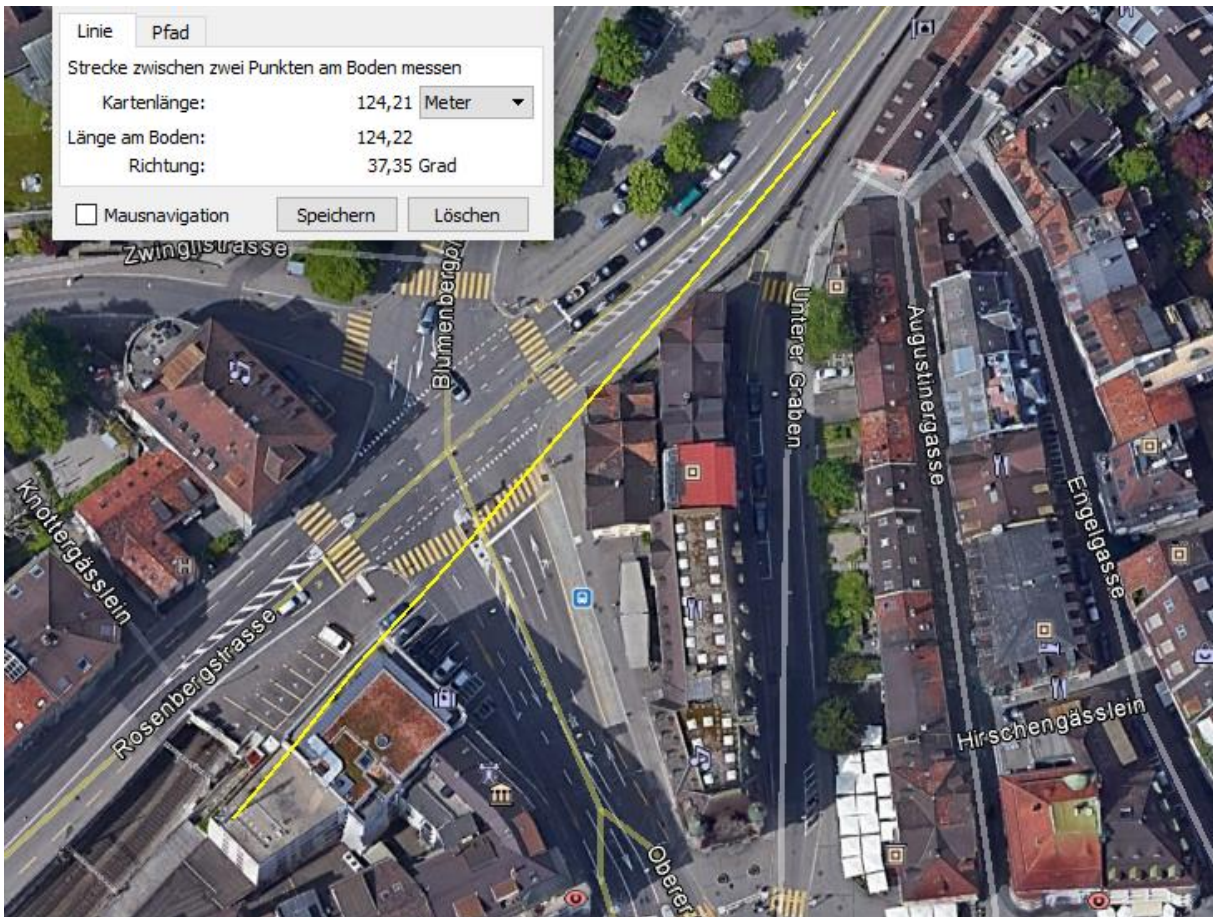 Linie Pfad
Strecke zwischen zwei Punkten am Boden messen
Kartenlänge: 124,21 Meter
Länge am Boden: 124,22
Richtung: 37,35 Grad
Mausnavigation Speichern Löschen
Zwinglistrasse
Blumenbergpl
Unterer Graben
Augustinergasse
Engelgasse
Knottergässlein
Rosenbergstrasse
Hirschengässlein
Oberer